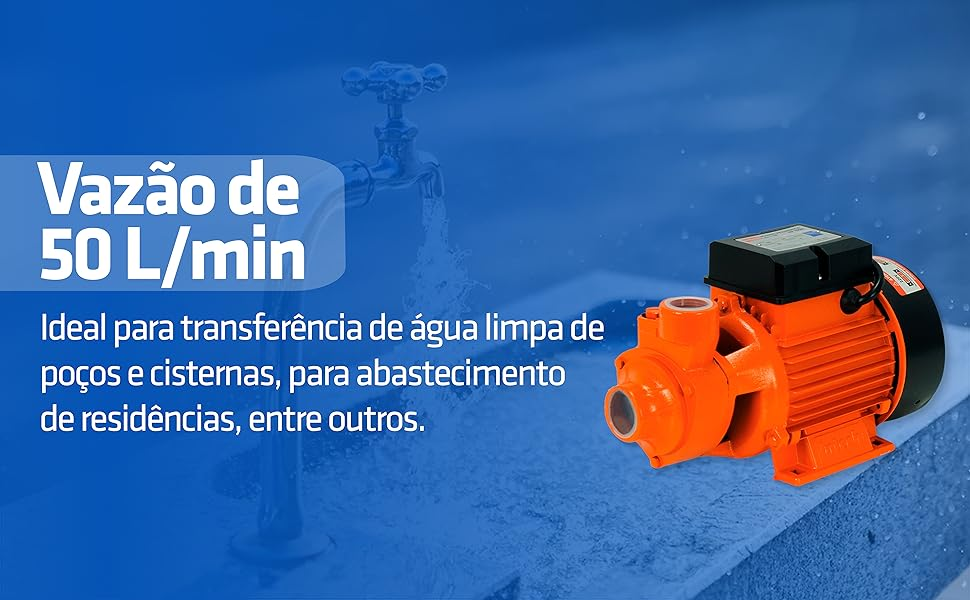 Vazão de
50 L/min
Ideal para transferência de água limpa de
poços e cisternas, para abastecimento
de residências, entre outros.